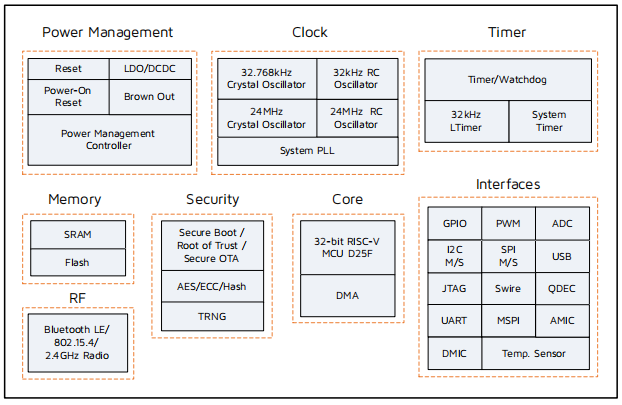 Power Management
Reset
LDO/DCDC
Power-On
Reset
Brown Out
Power Management
Controller
Clock
32.768kHz
Crystal Oscillator
32kHz RC
Oscillator
24MHz
Crystal Oscillator
24MHz RC
Oscillator
System PLL
Timer
Timer/Watchdog
32kHz
LTimer
System
Timer
Memory
SRAM
Flash
RF
Bluetooth LE/
802.15.4/
2.4GHz Radio
Security
Secure Boot /
Root of Trust /
Secure OTA
AES/ECC/Hash
TRNG
Core
32-bit RISC-V
MCU D25F
DMA
Interfaces
GPIO
PWM
ADC
I2C
M/S
SPI
M/S
USB
JTAG
Swire
QDEC
UART
MSPI
AMIC
DMIC
Temp. Sensor